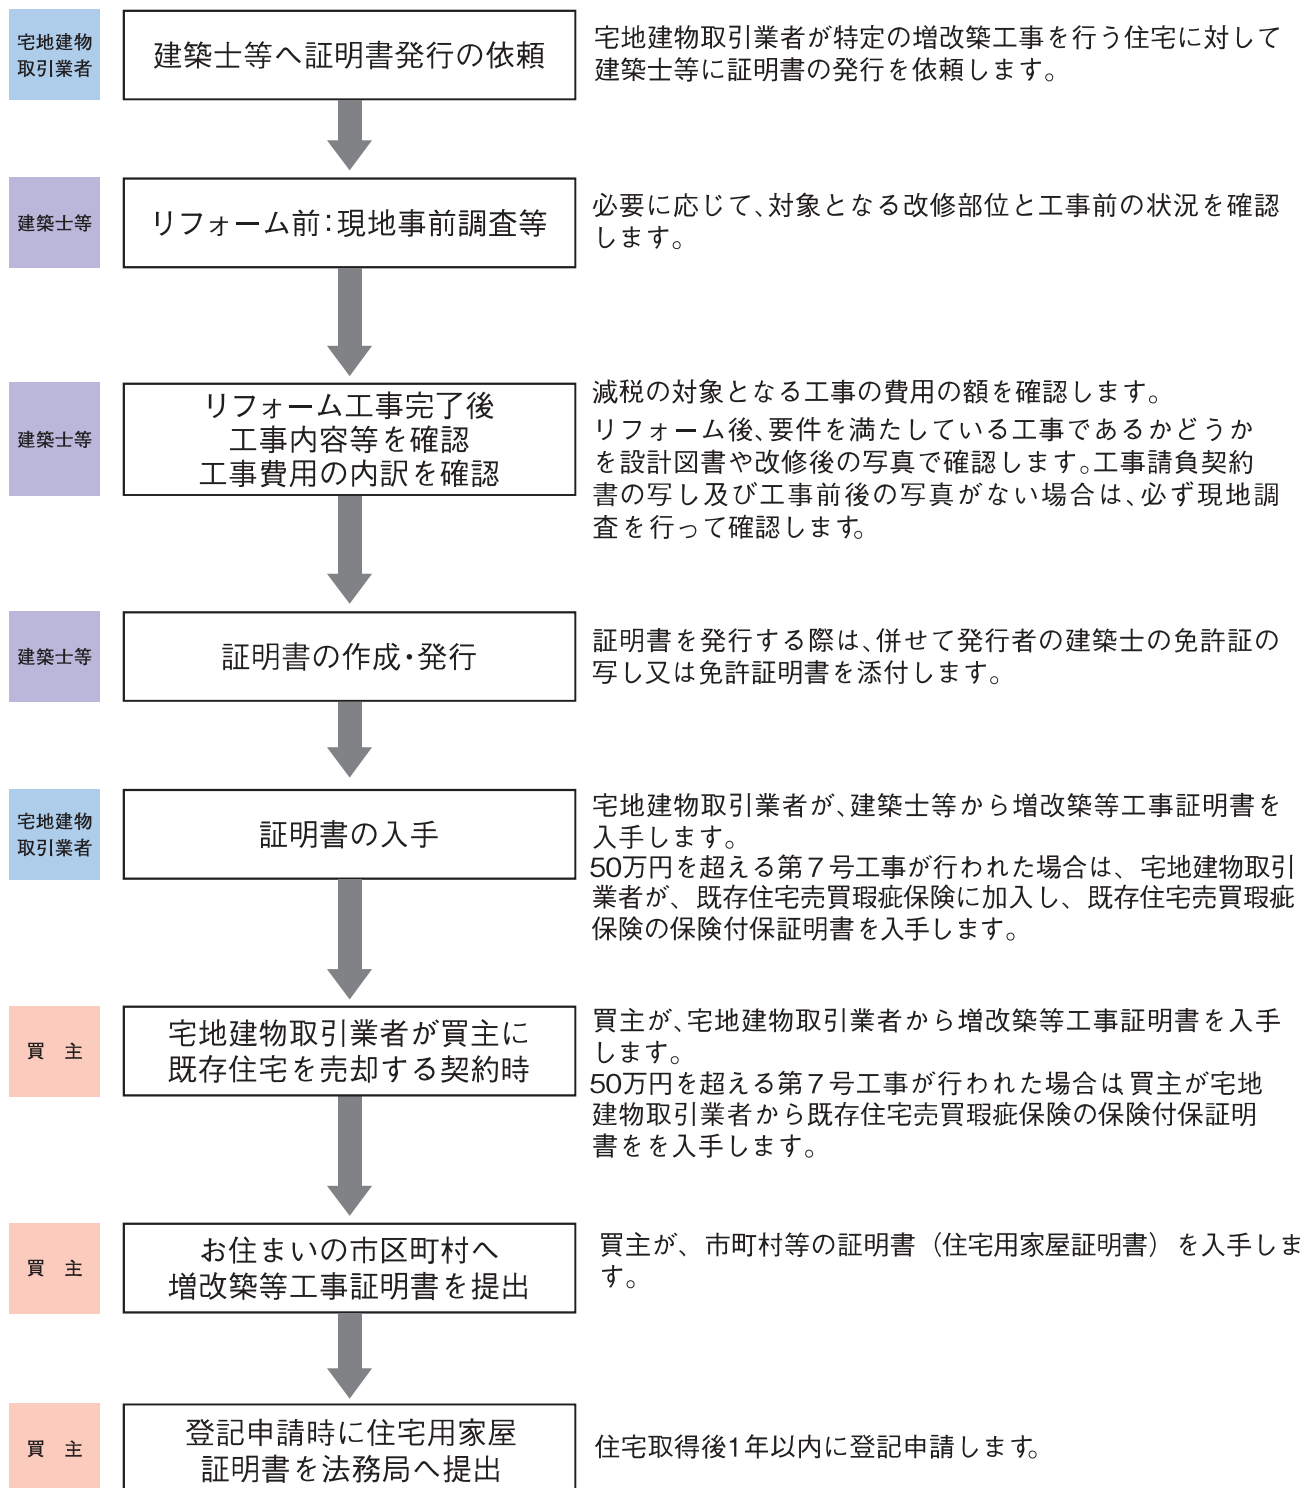 宅地建物
取引業者
建築士等へ証明書発行の依頼
宅地建物取引業者が特定の増改築工事を行う住宅に対して
建築士等に証明書の発行を依頼します。
建築士等
リフォーム前：現地事前調査等
必要に応じて、対象となる改修部位と工事前の状況を確認
します。
建築士等
リフォーム工事完了後
工事内容等を確認
工事費用の内訳を確認
減税の対象となる工事の費用の額を確認します。
リフォーム後、要件を満たしている工事であるかどうか
を設計図書や改修後の写真で確認します。工事請負契約
書の写し及び工事前後の写真がない場合は、必ず現地調
査を行って確認します。
建築士等
証明書の作成・発行
証明書を発行する際は、併せて発行者の建築士の免許証の
写し又は免許証明書を添付します。
宅地建物
取引業者
証明書の入手
宅地建物取引業者が、建築士等から増改築等工事証明書を
入手します。
50万円を超える第７号工事が行われた場合は、宅地建物取引
業者が、既存住宅売買瑕疵保険に加入し、既存住宅売買瑕疵
保険の保険付保証明書を入手します。
買　主
宅地建物取引業者が買主に
既存住宅を売却する契約時
買主が、宅地建物取引業者から増改築等工事証明書を入手
します。
50万円を超える第７号工事が行われた場合は、買主が宅地
建物取引業者から既存住宅売買瑕疵保険の保険付保証明
書をを入手します。
買　主
お住まいの市区町村へ
増改築等工事証明書を提出
買主が、市町村等の証明書（住宅用家屋証明書）を入手しま
す。
買　主
登記申請時に住宅用家屋
証明書を法務局へ提出
住宅取得後1年以内に登記申請します。